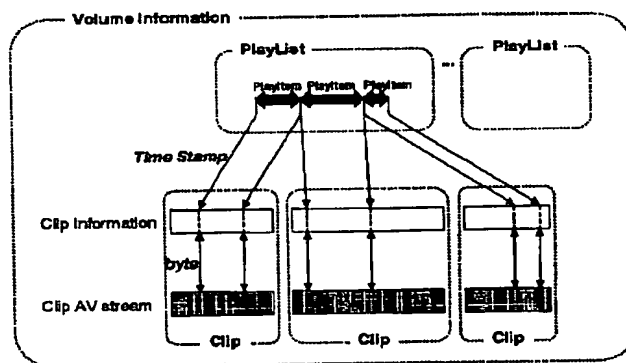 Volume Information
PlayList
PlayList
...
PlayItem PlayItem PlayItem
Time Stamp
Clip Information
byte
Clip AV stream
Clip
Clip
Clip